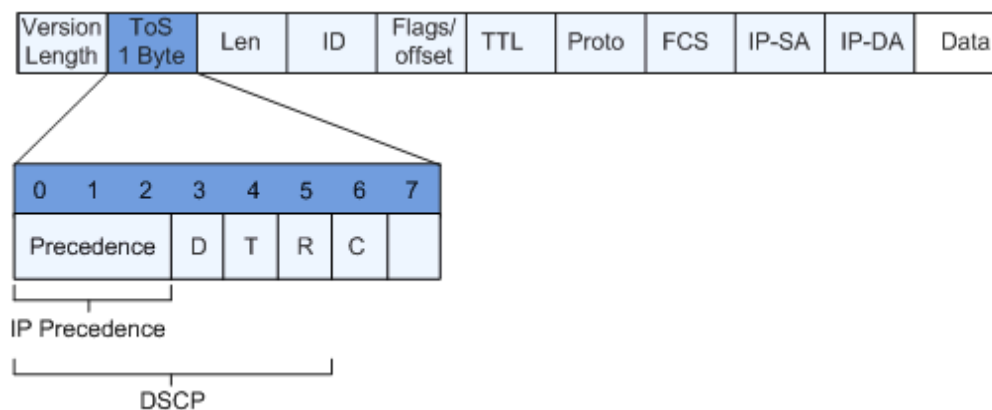 Version Length ToS 1 Byte Len ID Flags/ offset TTL Proto FCS IP-SA IP-DA Data
0 1 2 3 4 5 6 7
Precedence D T R C
IP Precedence
DSCP